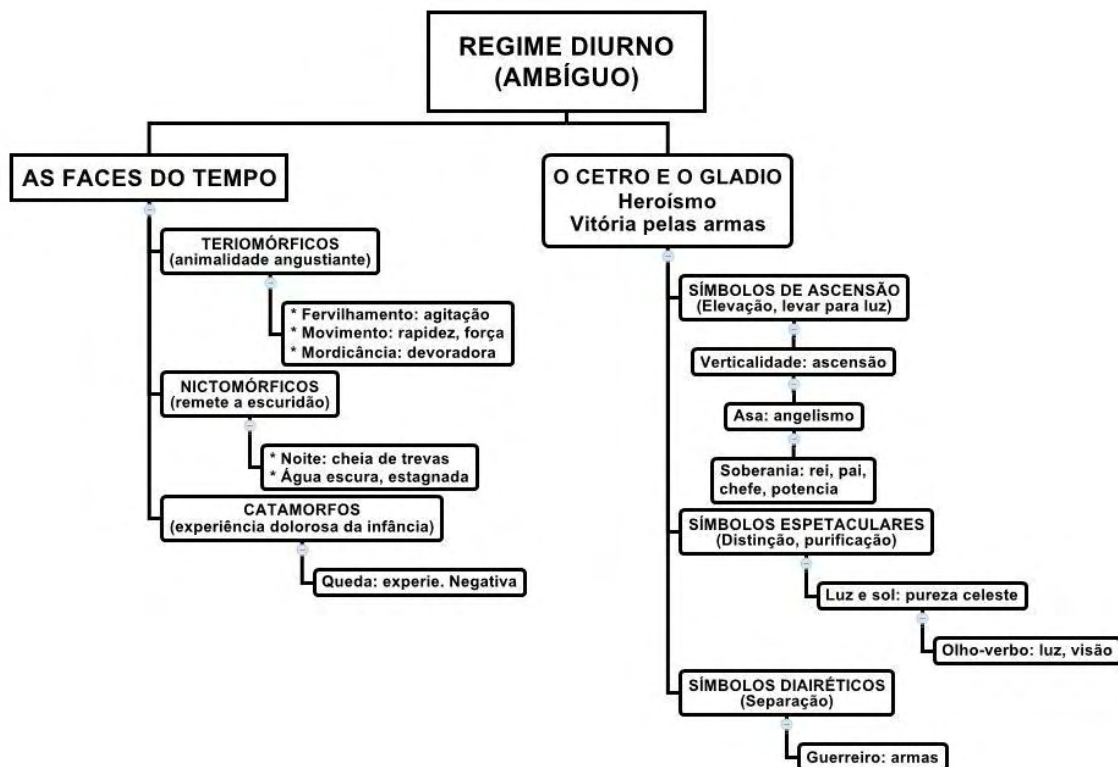 REGIME DIURNO
(AMBÍGUO)
AS FACES DO TEMPO
TERIOMÓRFICOS
(animalidade angustiante)
* Fervilhamento: agitação
* Movimento: rapidez, força
* Mordicância: devoradora
NICTOMÓRFICOS
(remete a escuridão)
* Noite: cheia de trevas
* Água escura, estagnada
CATAMORFOS
(experiência dolorosa da infância)
Queda: experie. Negativa
O CETRO E O GLADIO
Heroísmo
Vitória pelas armas
SÍMBOLOS DE ASCENSÃO
(Elevação, levar para luz)
Verticalidade: ascensão
Asa: angelismo
Soberania: rei, pai,
chefe, potencia
SÍMBOLOS ESPETACULARES
(Distinção, purificação)
Luz e sol: pureza celeste
Olho-verbo: luz, visão
SÍMBOLOS DIAIRÉTICOS
(Separação)
Guerreiro: armas